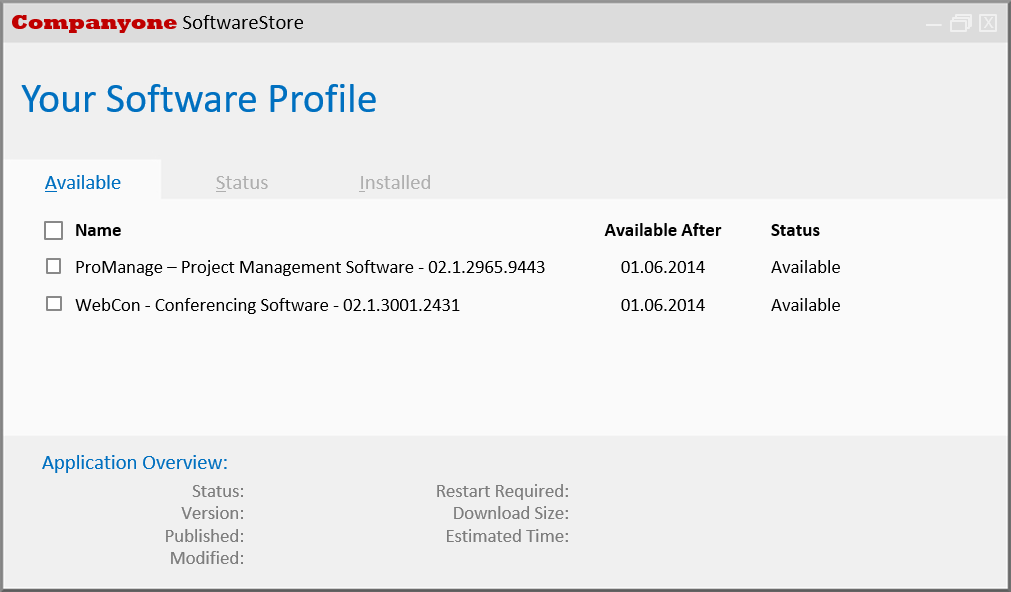 Companyone SoftwareStore
Your Software Profile
Available Status Installed
Name Available After Status
ProManage – Project Management Software - 02.1.2965.9443 01.06.2014 Available
WebCon - Conferencing Software - 02.1.3001.2431 01.06.2014 Available
Application Overview:
Status: Restart Required:
Version: Download Size:
Published: Estimated Time:
Modified: